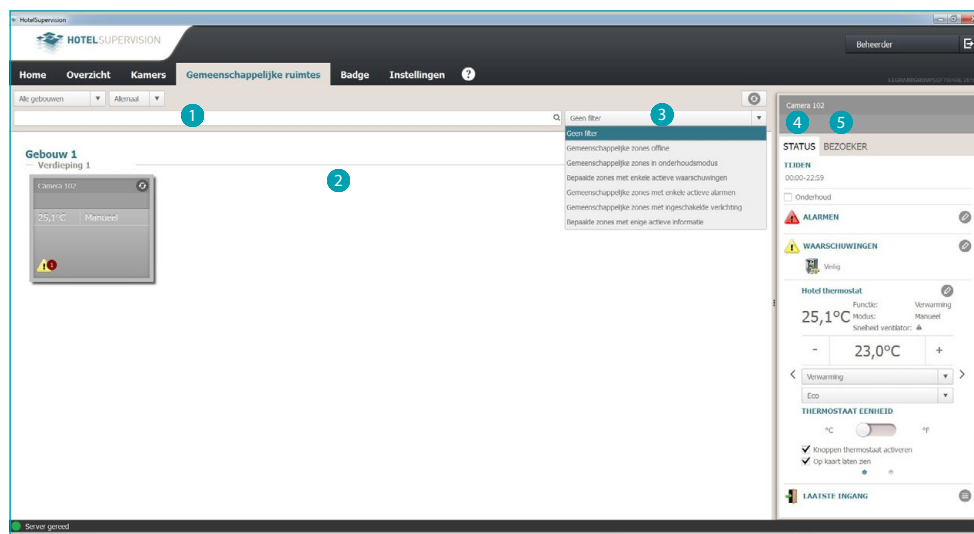 HotelSupervision
HOTELSUPERVISION
Beheerder
Home Overzicht Kamers Gemeenschappelijke ruimtes Badge Instellingen ?
Alle gebouwen Allemaal
1
Geen filter 3
Geen filter
Gemeenschappelijke zones offline
Gemeenschappelijke zones in onderhoudsmodus
Bepaalde zones met enkele actieve waarschuwingen
Gemeenschappelijke zones met enkele actieve alarmen
Gemeenschappelijke zones met ingeschakelde verlichting
Bepaalde zones met enige actieve informatie
Gebouw 1
Verdieping 1
2
Camera 102
25,1°C Manueel
1
Camera 102
4 5
STATUS BEZOEKER
TIJDEN
00:00-22:59
Onderhoud
ALARMEN
WAARSCHUWINGEN
Veilig
Hotel thermostat
25,1°C
Functie: Verwarming
Modus: Manueel
Snelheid ventilator:
- 23,0°C +
Verwarming
Eco
THERMOSTAAT EENHEID
°C °F
Knoppen thermostaat activeren
Op kaart laten zien
LAATSTE INGANG
Server gereed